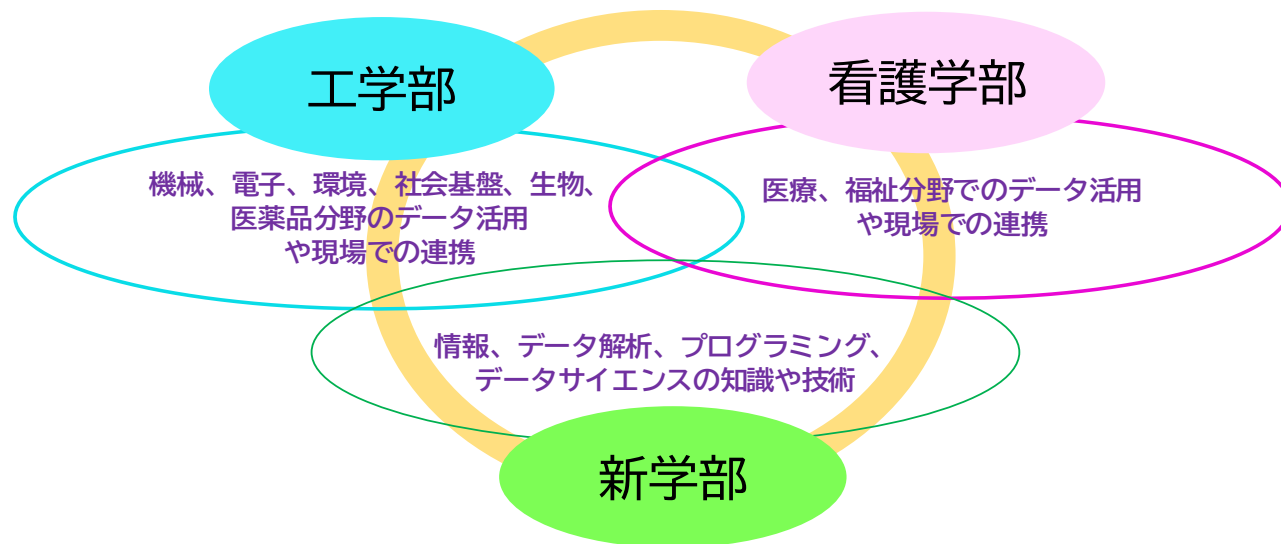 工学部
看護学部
機械、電子、環境、社会基盤、生物、
医薬品分野のデータ活用
や現場での連携
医療、福祉分野でのデータ活用
や現場での連携
情報、データ解析、プログラミング、
データサイエンスの知識や技術
新学部